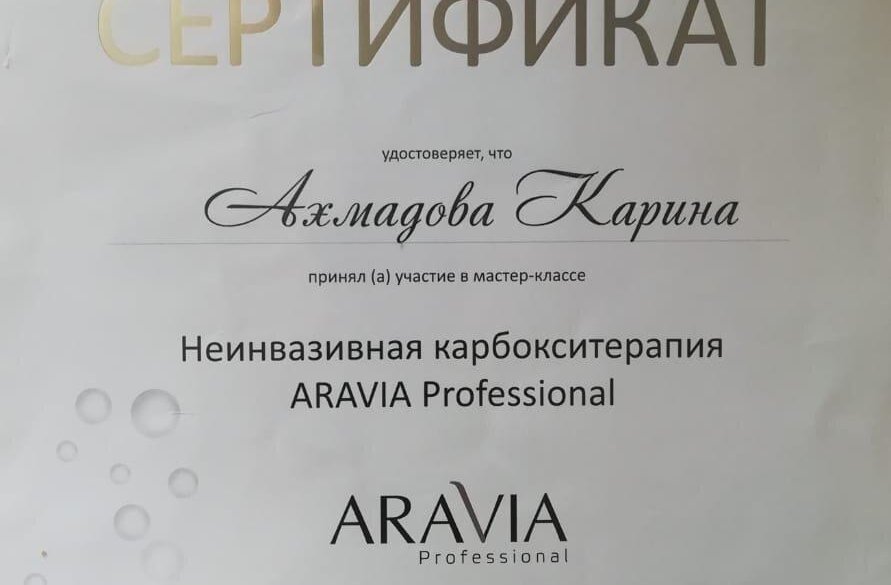 СЕРТИФИКАТ
удостоверяет, что
Ахмадова Карина
принял (а) участие в мастер-классе
Неинвазивная карбокситерапия
ARAVIA Professional
ARAVIA
Professional